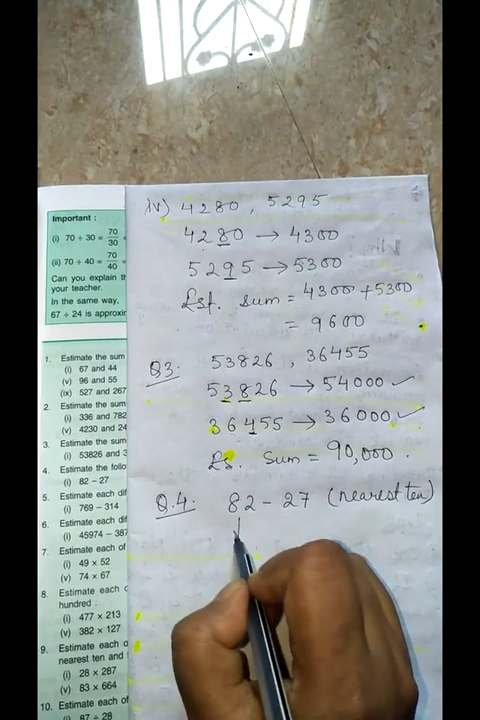 iv) 4280 , 5295
4280 → 4300
5295 → 5300
Est. Sum = 4300 + 5300
= 9600
Q3. 53826 , 36455
53826 → 54000 ✓
36455 → 36000 ✓
Es. Sum = 90,000 .
Q.4. 82 - 27 (nearest ten)
Important :
(i) 70 ÷ 30 = 70/30 =
(ii) 70 ÷ 40 = 70/40 =
Can you explain
your teacher.
In the same way,
67 ÷ 24 is
1. Estimate the sum
(i) 67 and 44
(v) 96 and 55
(ix) 527 and 267
2. Estimate the sum
(i) 336 and 782
(v) 4230 and 24
3. Estimate the sum
(i) 53826 and 3
4. Estimate the
(i) 82 – 27
5. Estimate each
(i) 769 – 314
6. Estimate each
(i) 45974 – 387
7. Estimate each of
(i) 49 × 52
(v) 74 × 67
8. Estimate each
hundred :
(i) 477 × 213
(v) 382 × 127
9. Estimate each
nearest ten and
(i) 28 × 287
(v) 83 × 664
10. Estimate each of
(i) 87 ÷ 28